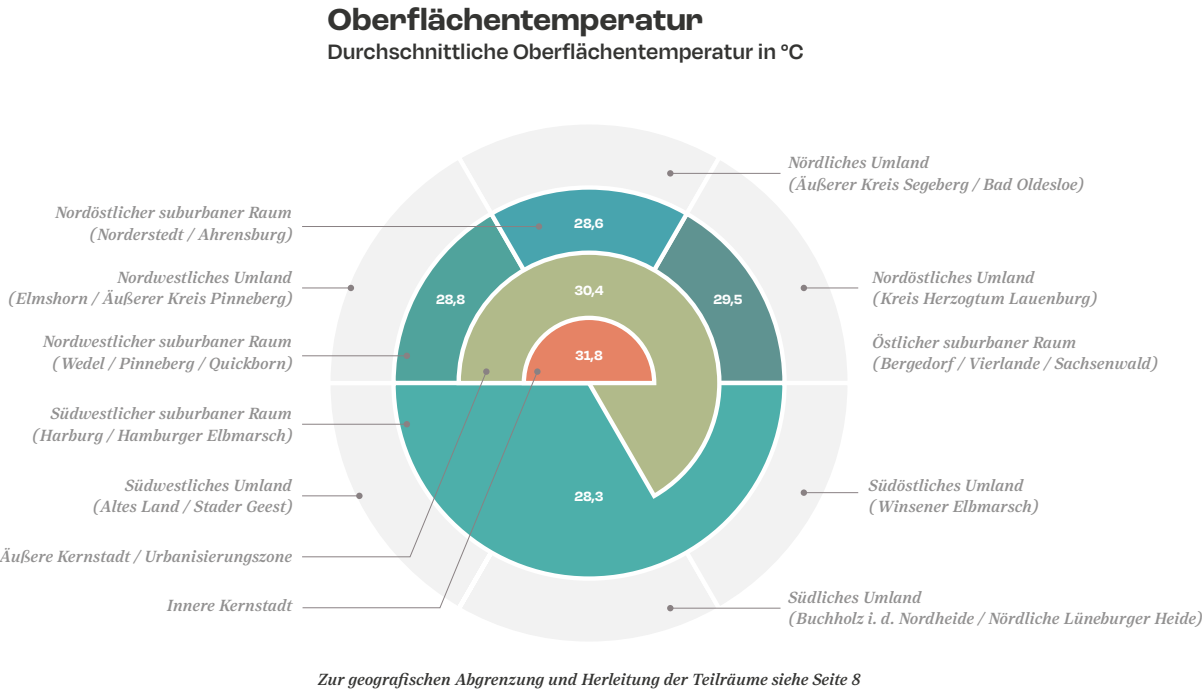 Oberflächentemperatur
Durchschnittliche Oberflächentemperatur in °C
Nördliches Umland
(Äußerer Kreis Segeberg / Bad Oldesloe)
Nordöstlicher suburbaner Raum
(Norderstedt / Ahrensburg)
28,6
Nordwestliches Umland
(Elmshorn / Äußerer Kreis Pinneberg)
28,8
30,4
29,5
Nordöstliches Umland
(Kreis Herzogtum Lauenburg)
Nordwestlicher suburbaner Raum
(Wedel / Pinneberg / Quickborn)
31,8
Östlicher suburbaner Raum
(Bergedorf / Vierlande / Sachsenwald)
Südwestlicher suburbaner Raum
(Harburg / Hamburger Elbmarsch)
Südwestliches Umland
(Altes Land / Stader Geest)
28,3
Südöstliches Umland
(Winsener Elbmarsch)
Äußere Kernstadt / Urbanisierungszone
Innere Kernstadt
Südliches Umland
(Buchholz i. d. Nordheide / Nördliche Lüneburger Heide)
Zur geografischen Abgrenzung und Herleitung der Teilräume siehe Seite 8